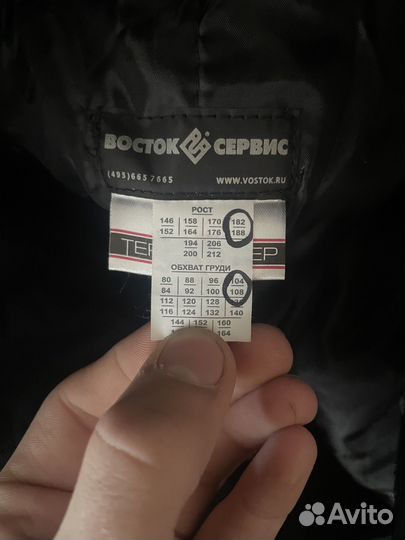 ВОСТОК СЕРВИС
(495)665 7665 WWW.VOSTOK.RU
РОСТ
146 158 170 182
152 164 176 188
194 206
200 212
ТЕР ЕР
ОБХВАТ ГРУДИ
80 88 96 104
84 92 100 108
112 120 128
116 124 132 140
144 152 160
164
Avito